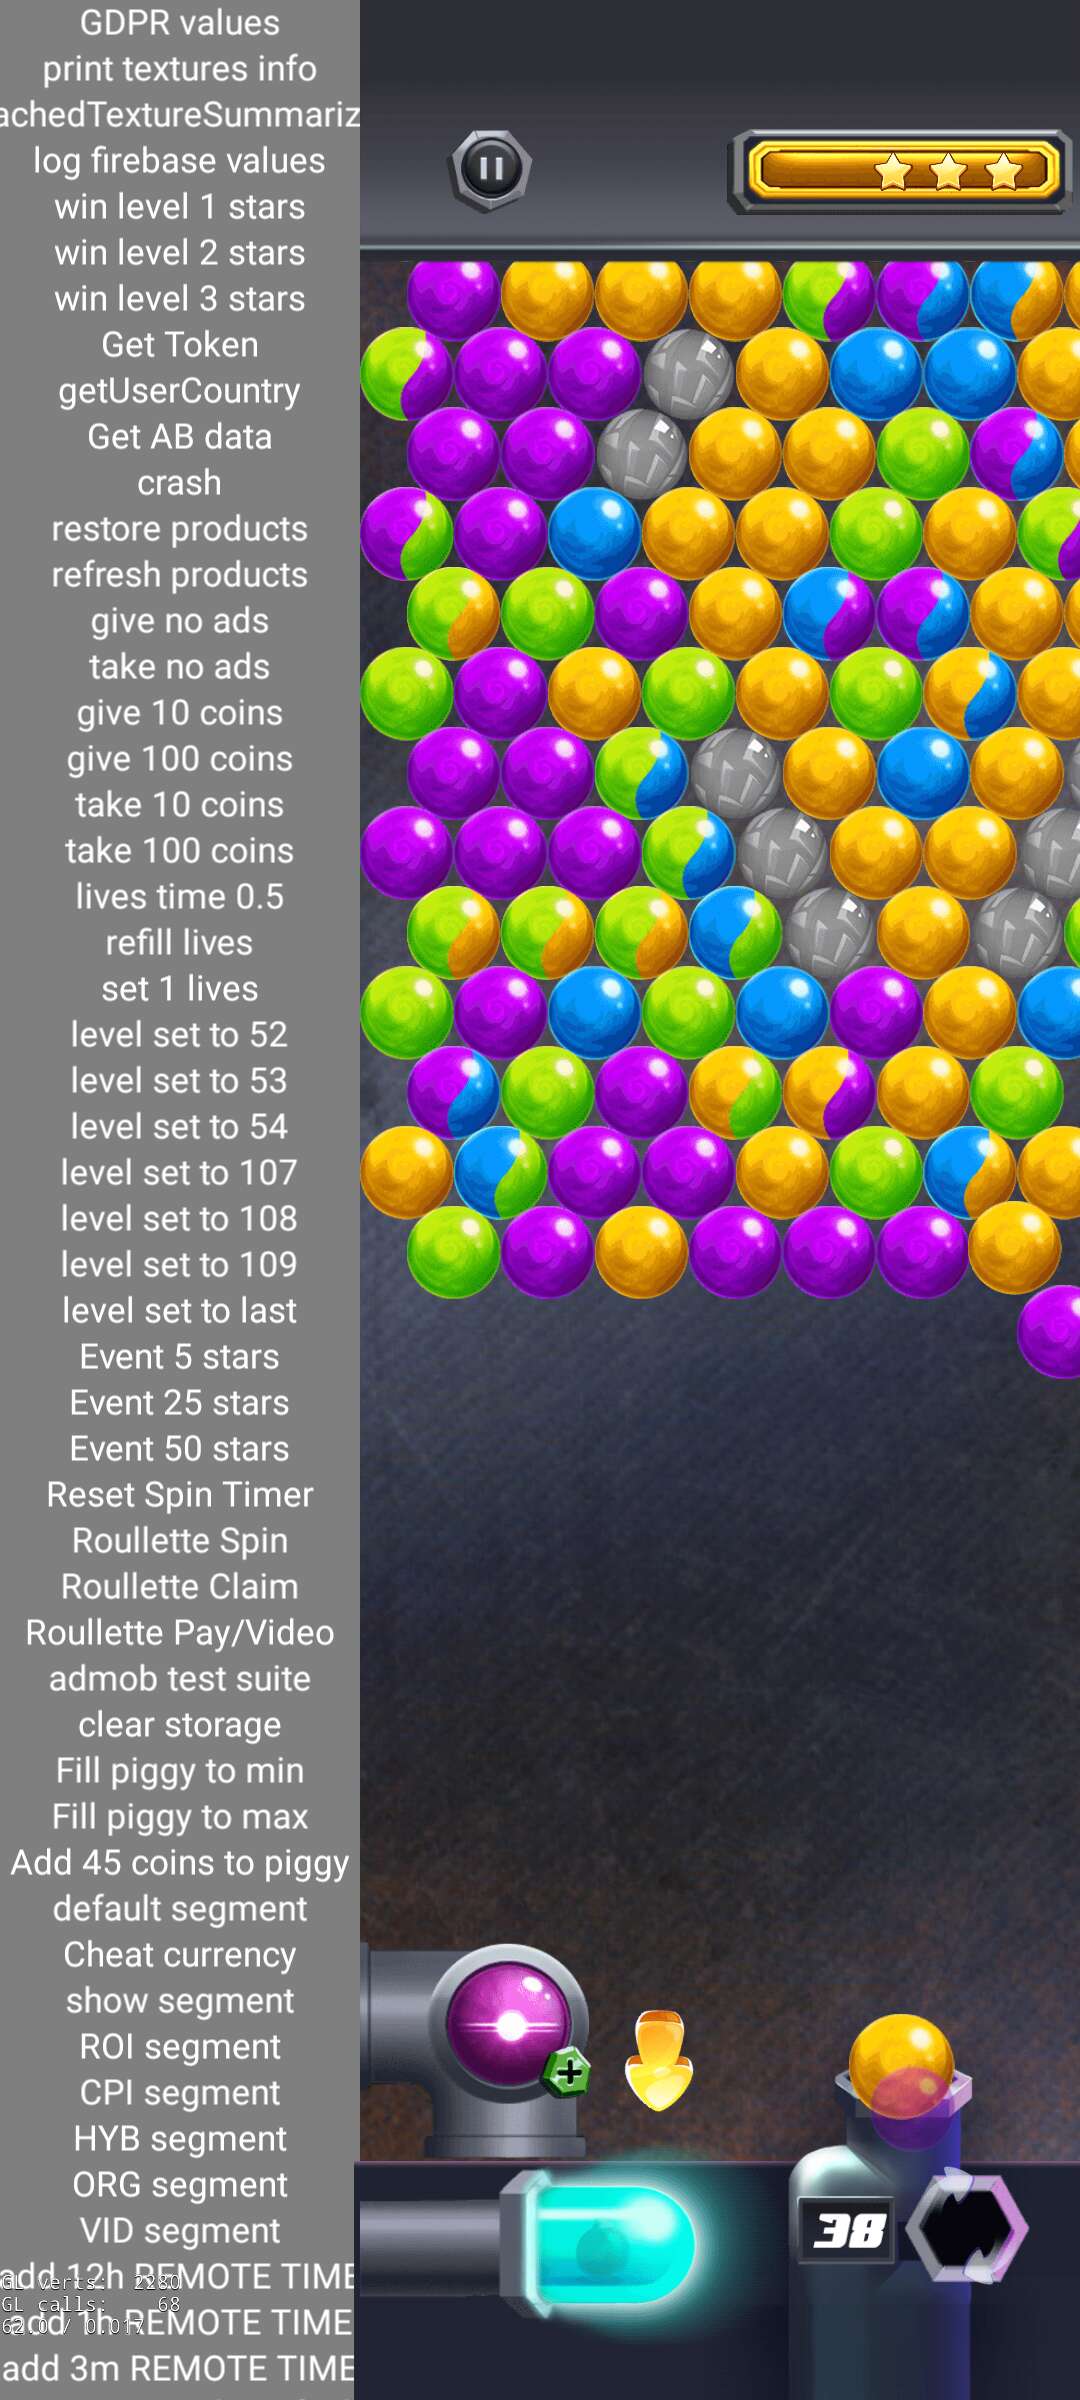 GDPR values
print textures info
achedTextureSummariz
log firebase values
win level 1 stars
win level 2 stars
win level 3 stars
Get Token
getUserCountry
Get AB data
crash
restore products
refresh products
give no ads
take no ads
give 10 coins
give 100 coins
take 10 coins
take 100 coins
lives time 0.5
refill lives
set 1 lives
level set to 52
level set to 53
level set to 54
level set to 107
level set to 108
level set to 109
level set to last
Event 5 stars
Event 25 stars
Event 50 stars
Reset Spin Timer
Roullette Spin
Roullette Claim
Roullette Pay/Video
admob test suite
clear storage
Fill piggy to min
Fill piggy to max
Add 45 coins to piggy
default segment
Cheat currency
show segment
ROI segment
CPI segment
HYB segment
ORG segment
VID segment
add 12h REMOTE TIME
GL verts: 2280
GL calls: 68
add 1h REMOTE TIME
62.0 / 0.017
add 3m REMOTE TIME
38